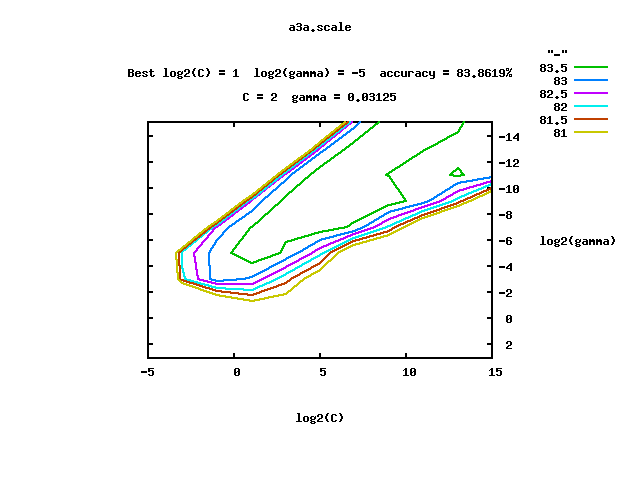 a3a.scale
Best log2(C) = 1  log2(gamma) = -5  accuracy = 83.8619%
C = 2  gamma = 0.03125
"-"
83.5
83
82.5
82
81.5
81
-14
-12
-10
-8
-6
-4
-2
0
2
log2(gamma)
-5 0 5 10 15
log2(C)